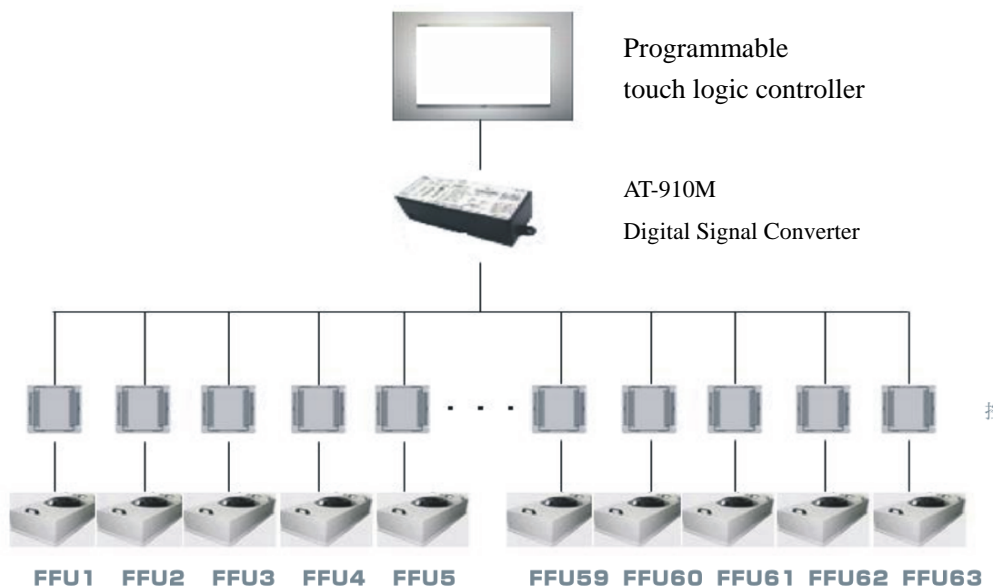 Programmable
touch logic controller
AT-910M
Digital Signal Converter
. . .
FFU1 FFU2 FFU3 FFU4 FFU5 FFU59 FFU60 FFU61 FFU62 FFU63